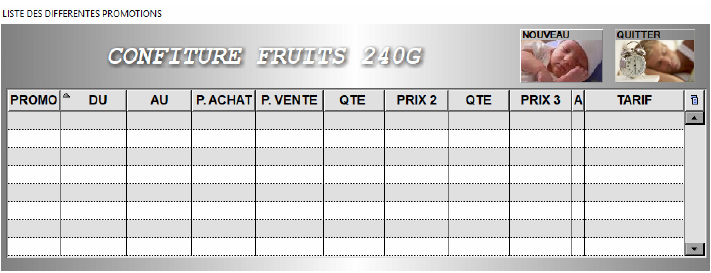 LISTE DES DIFFERENTES PROMOTIONS
NOUVEAU QUITTER
CONFITURE FRUITS 240G
PROMO DU AU P. ACHAT P. VENTE QTE PRIX 2 QTE PRIX 3 A TARIF